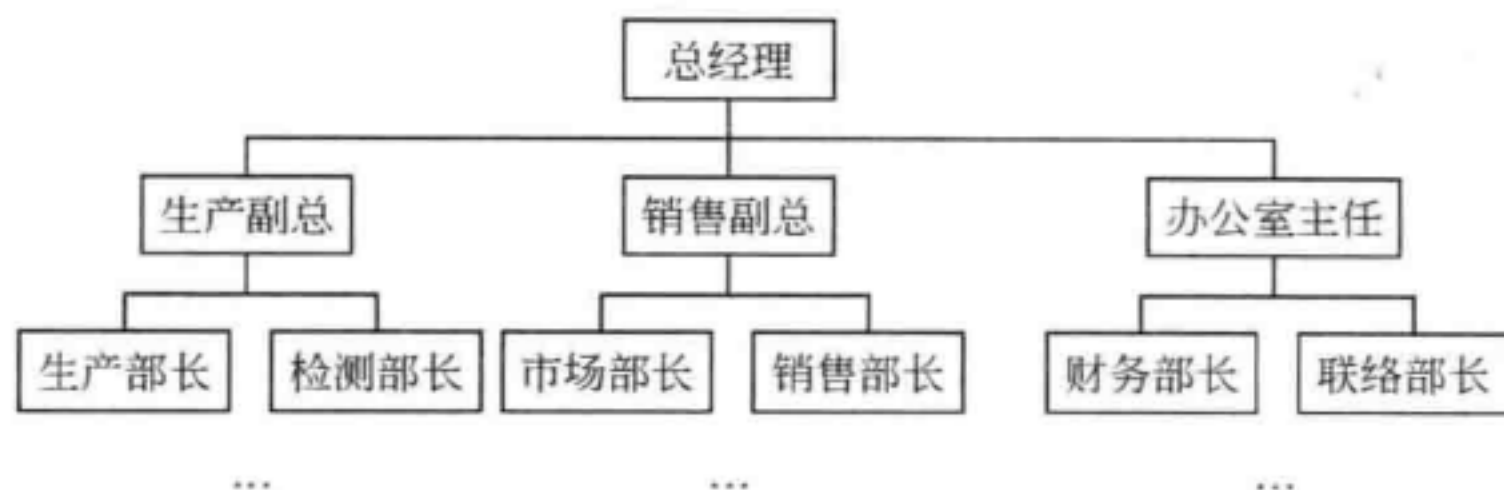 总经理
生产副总 销售副总 办公室主任
生产部长 检测部长 市场部长 销售部长 财务部长 联络部长
… … …